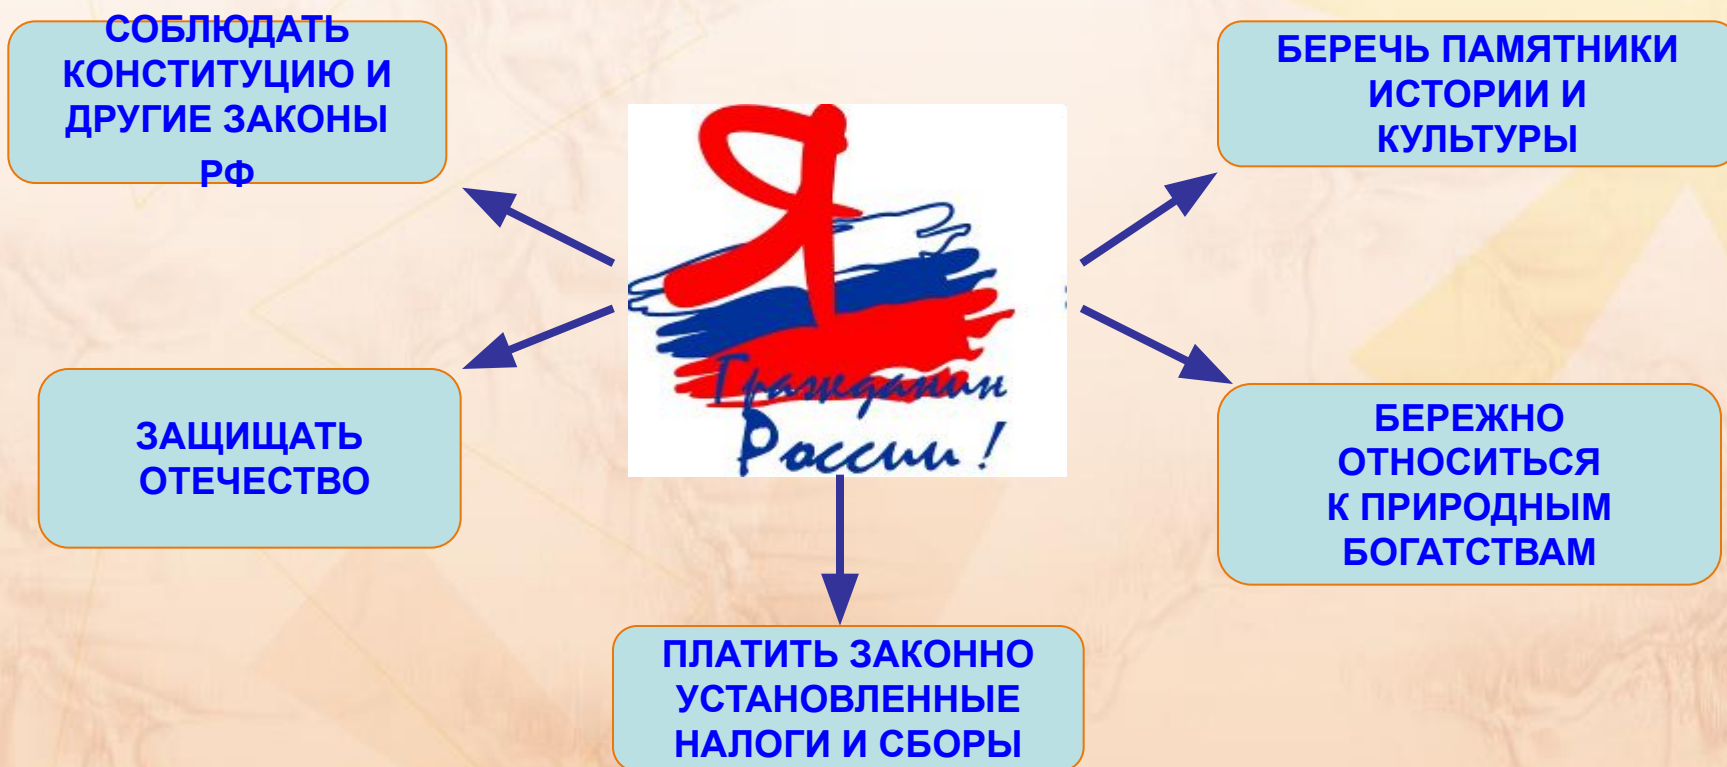 СОБЛЮДАТЬ
КОНСТИТУЦИЮ И
ДРУГИЕ ЗАКОНЫ
РФ
БЕРЕЧЬ ПАМЯТНИКИ
ИСТОРИИ И
КУЛЬТУРЫ
Я
Гражданин
России!
ЗАЩИЩАТЬ
ОТЕЧЕСТВО
БЕРЕЖНО
ОТНОСИТЬСЯ
К ПРИРОДНЫМ
БОГАТСТВАМ
ПЛАТИТЬ ЗАКОННО
УСТАНОВЛЕННЫЕ
НАЛОГИ И СБОРЫ